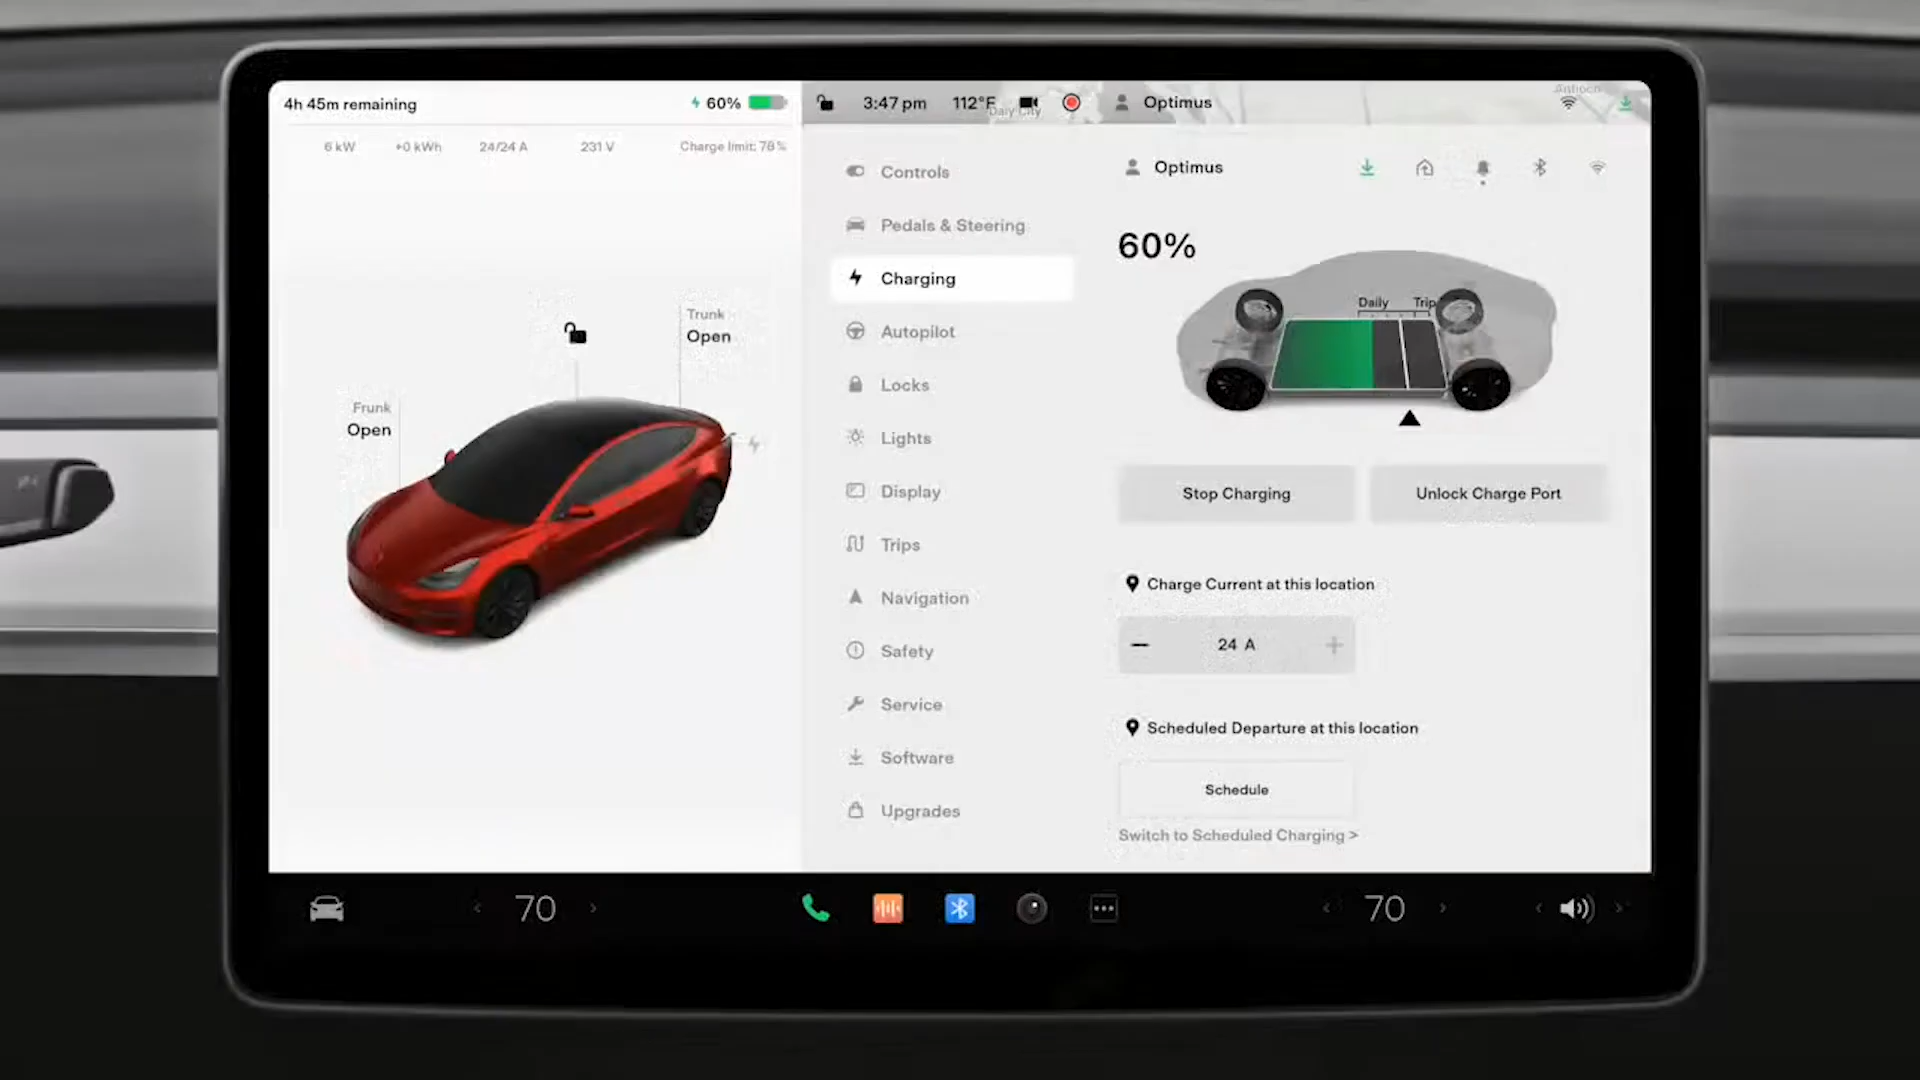 4h 45m remaining
60%
6 kW
+0 kWh
24/24 A
231 V
Charge limit: 78%
Trunk
Open
Frunk
Open
3:47 pm
112°F
Daly City
Optimus
Antioch
Controls
Pedals & Steering
Charging
Autopilot
Locks
Lights
Display
Trips
Navigation
Safety
Service
Software
Upgrades
Optimus
60%
Daily Trip
Stop Charging
Unlock Charge Port
Charge Current at this location
24 A
Scheduled Departure at this location
Schedule
Switch to Scheduled Charging >
70
70